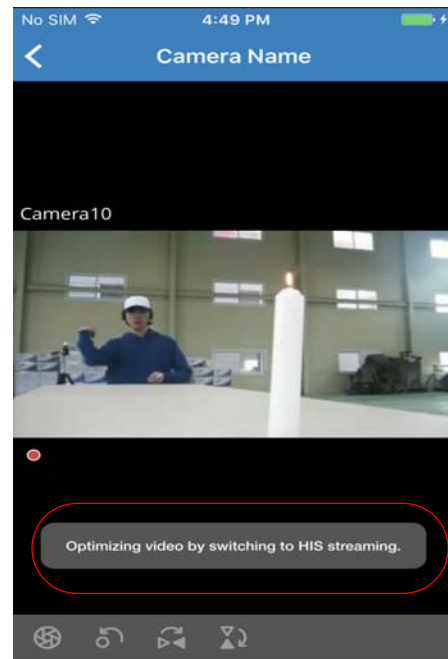 No SIM 4:49 PM
Camera Name
Camera10
Optimizing video by switching to HIS streaming.